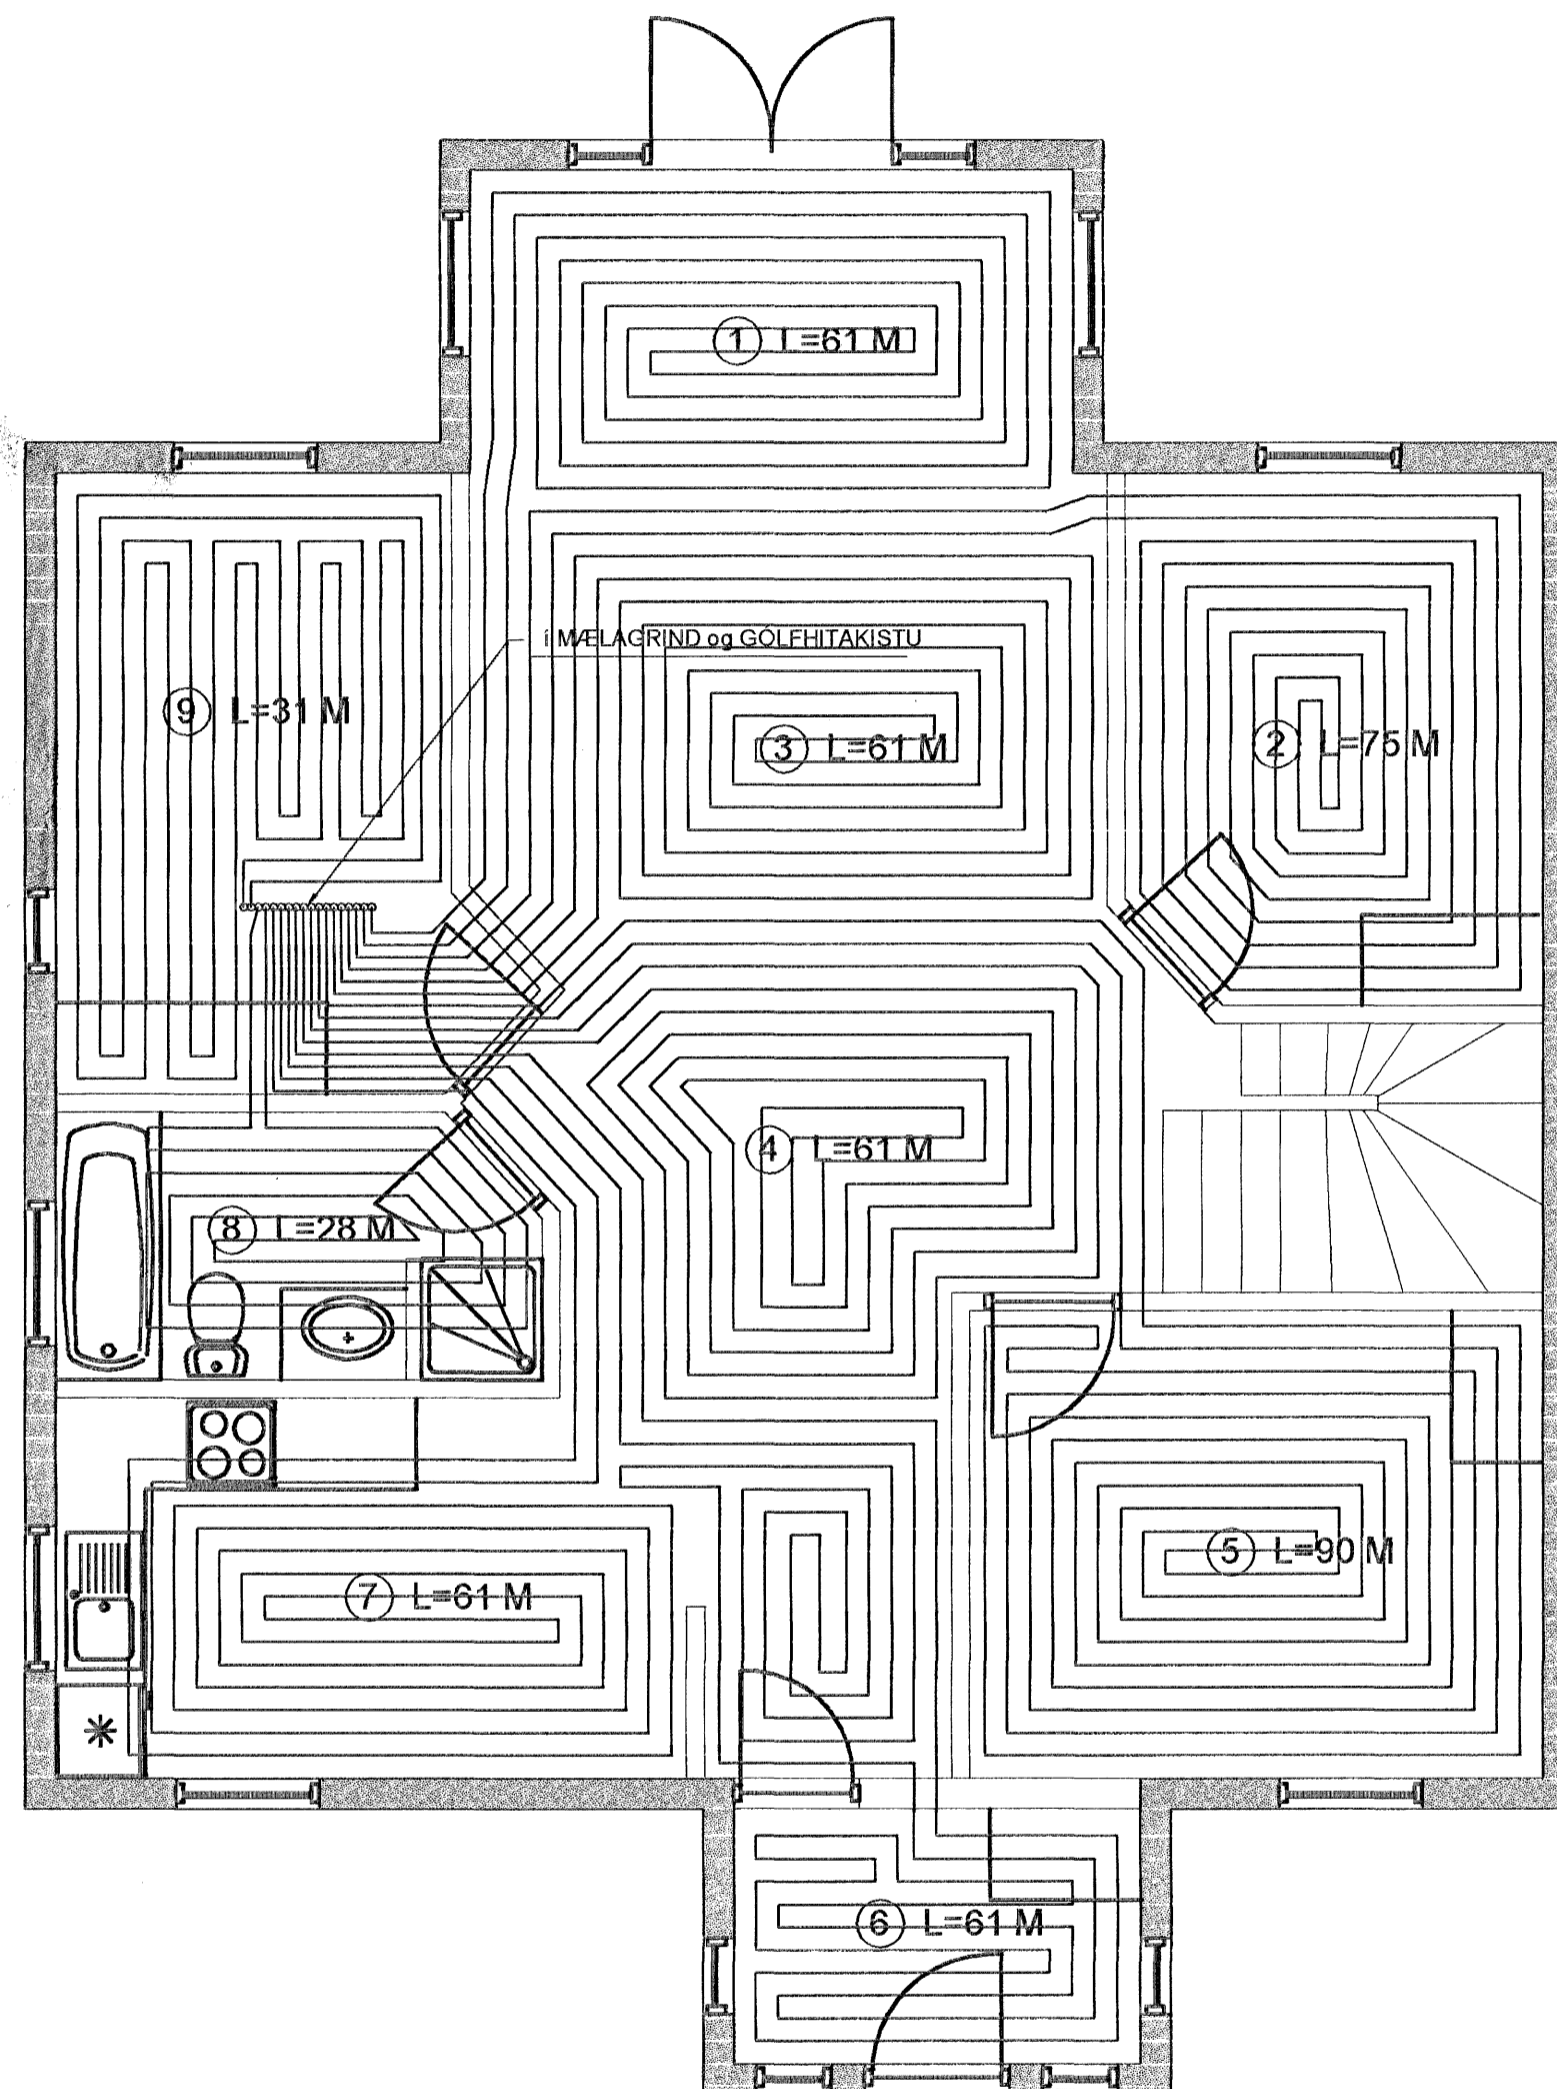 1 L=61 M
í MÆLAGRIND og GÓLFHITAKISTU
9 L=31 M
3 L=61 M
2 L=75 M
4 L=61 M
8 L=28 M
5 L=90 M
7 L=61 M
6 L=61 M